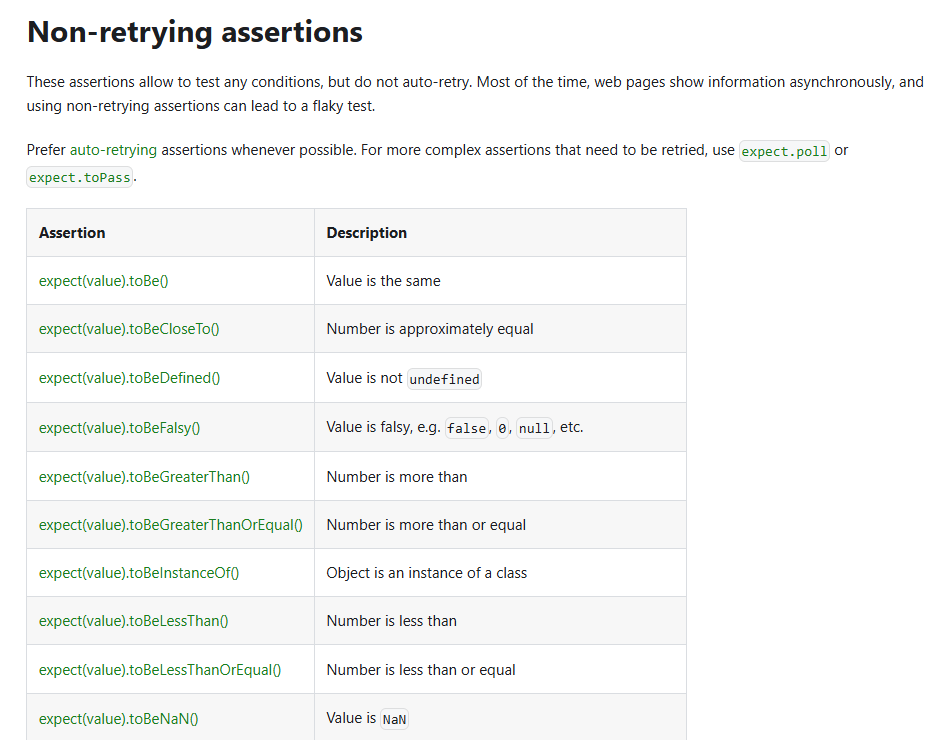 Non-retrying assertions
These assertions allow to test any conditions, but do not auto-retry. Most of the time, web pages show information asynchronously, and
using non-retrying assertions can lead to a flaky test.
Prefer auto-retrying assertions whenever possible. For more complex assertions that need to be retried, use expect.poll or
expect.toPass.
Assertion Description
expect(value).toBe() Value is the same
expect(value).toBeCloseTo() Number is approximately equal
expect(value).toBeDefined() Value is not undefined
expect(value).toBeFalsy() Value is falsy, e.g. false, 0, null, etc.
expect(value).toBeGreaterThan() Number is more than
expect(value).toBeGreaterThanOrEqual() Number is more than or equal
expect(value).toBeInstanceOf() Object is an instance of a class
expect(value).toBeLessThan() Number is less than
expect(value).toBeLessThanOrEqual() Number is less than or equal
expect(value).toBeNaN() Value is NaN